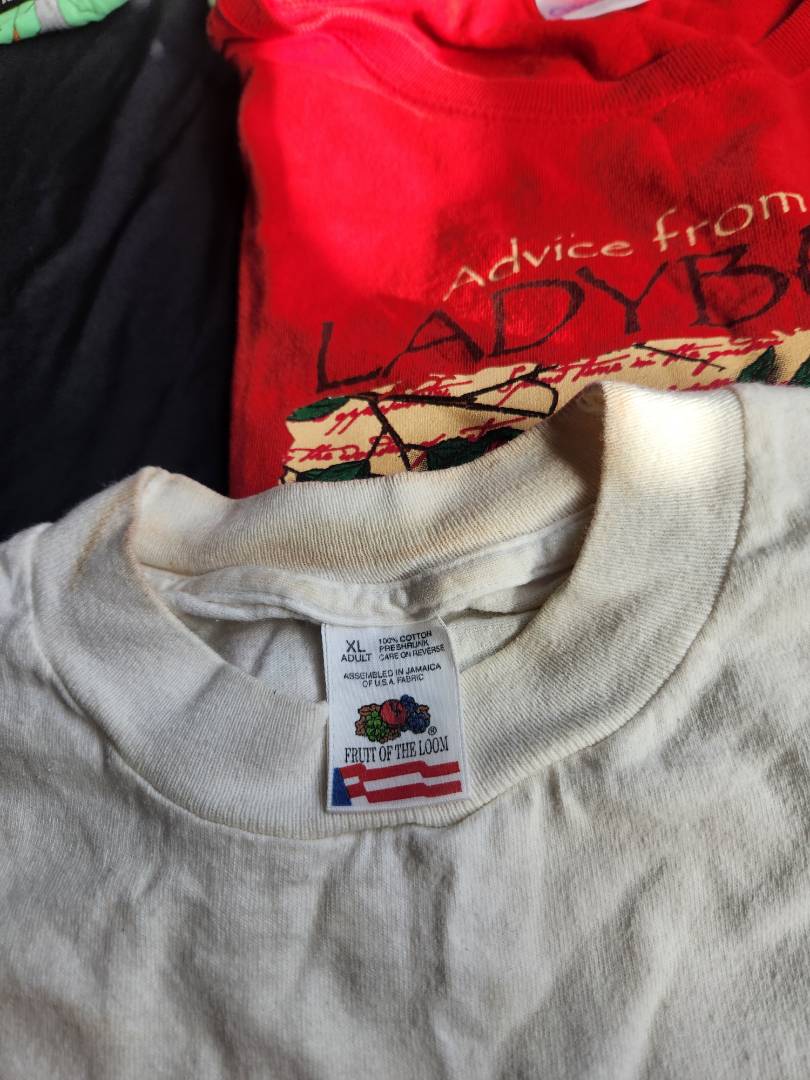 Advice from
LADYB
XL
ADULT
100% COTTON
PRESHRUNK
CARE ON REVERSE
ASSEMBLED IN JAMAICA
OF U.S.A. FABRIC
®
FRUIT OF THE LOOM